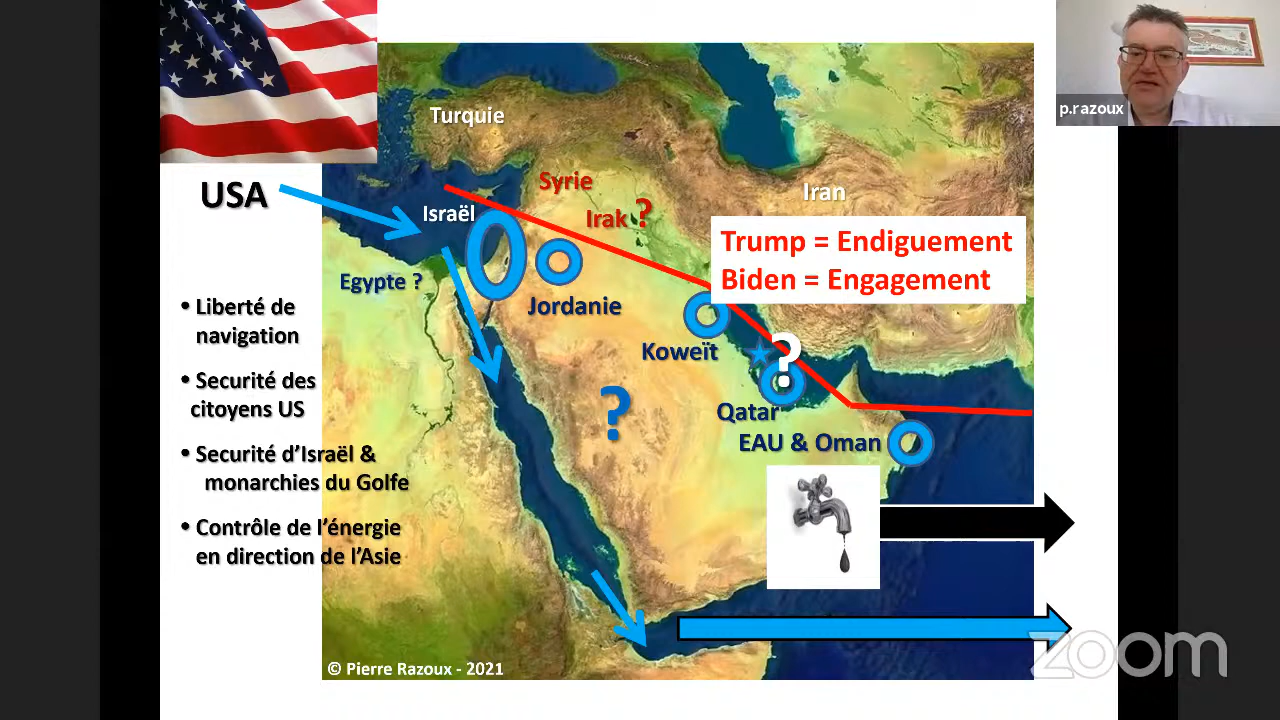 p.razoux
Turquie
USA
Syrie
Iran
Israël
Irak ?
Trump = Endiguement
Biden = Engagement
Egypte ?
Jordanie
• Liberté de
navigation
Koweït
?
• Securité des
citoyens US
?
Qatar
EAU & Oman
• Securité d’Israël &
monarchies du Golfe
• Contrôle de l’énergie
en direction de l’Asie
© Pierre Razoux - 2021
zoom